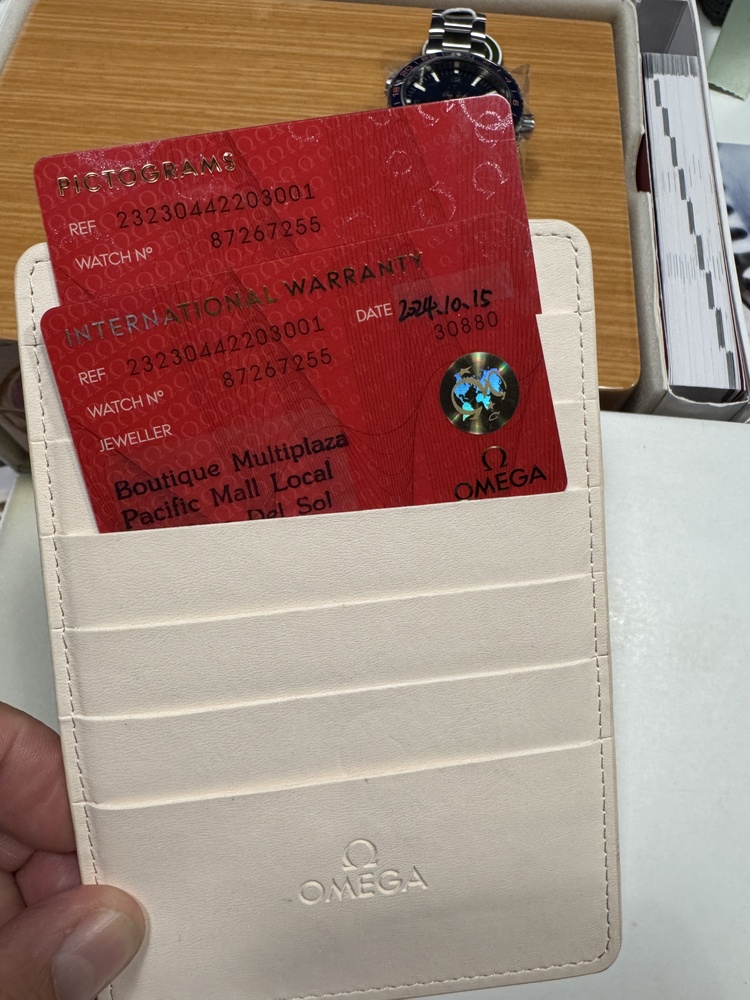 PICTOGRAMS
REF 23230442203001
WATCH Nº 87267255
INTERNATIONAL WARRANTY
DATE 2024.10.15
30880
REF 23230442203001
WATCH Nº 87267255
JEWELLER
Boutique Multiplaza
Pacific Mall Local
Del Sol
Ω
OMEGA
Ω
OMEGA